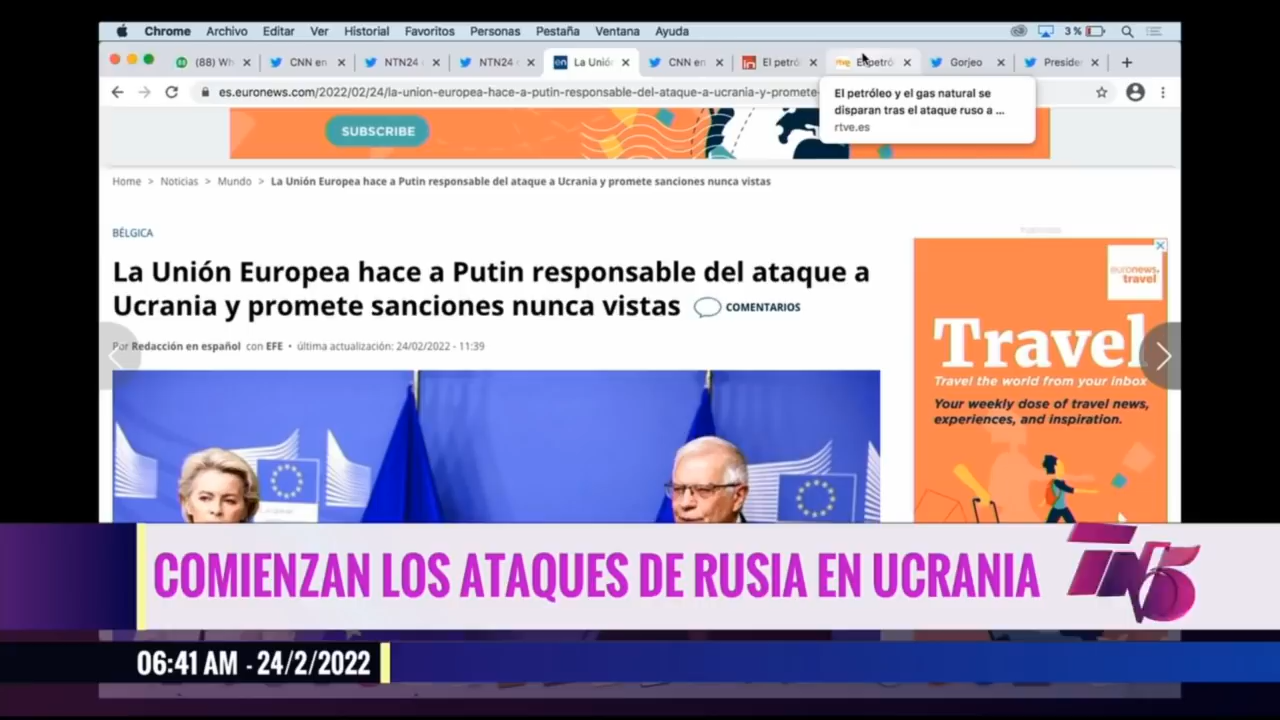 Chrome Archivo Editar Ver Historial Favoritos Personas Pestaña Ventana Ayuda 3 %
(88) Wh CNN en NTN24 NTN24 La Unió CNN en El petró El petró Gorjeo Preside
es.euronews.com/2022/02/24/la-union-europea-hace-a-putin-responsable-del-ataque-a-ucrania-y-promete-
El petróleo y el gas natural se
disparan tras el ataque ruso a ...
rtve.es
SUBSCRIBE
Home > Noticias > Mundo > La Unión Europea hace a Putin responsable del ataque a Ucrania y promete sanciones nunca vistas
BÉLGICA
La Unión Europea hace a Putin responsable del ataque a
Ucrania y promete sanciones nunca vistas COMENTARIOS
Por Redacción en español con EFE • última actualización: 24/02/2022 - 11:39
euronews.
travel
Travel
Travel the world from your inbox
Your weekly dose of travel news,
experiences, and inspiration.
COMIENZAN LOS ATAQUES DE RUSIA EN UCRANIA
TN5
06:41 AM - 24/2/2022